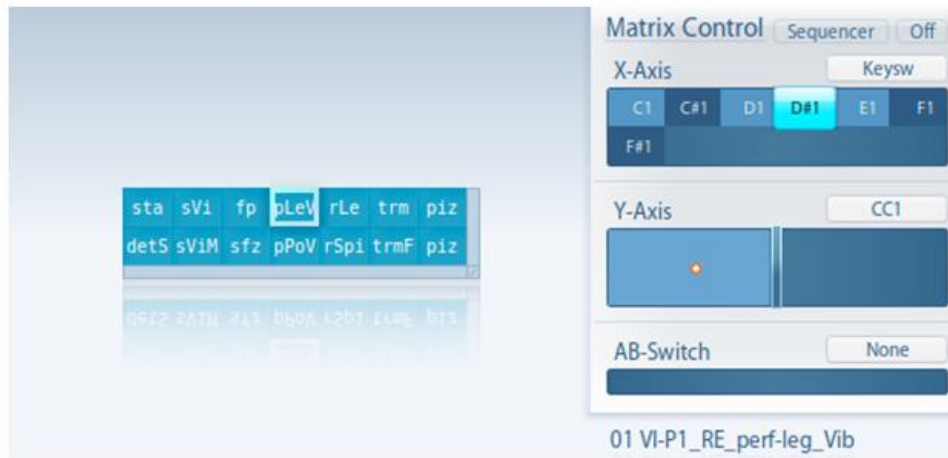 Matrix Control Sequencer Off
X-Axis Keysw
C1 C#1 D1 D#1 E1 F1
F#1
sta sVi fp pLeV rLe trm piz
detS sViM sfz pPoV rSpi trmF piz
Y-Axis CC1
AB-Switch None
01 VI-P1_RE_perf-leg_Vib